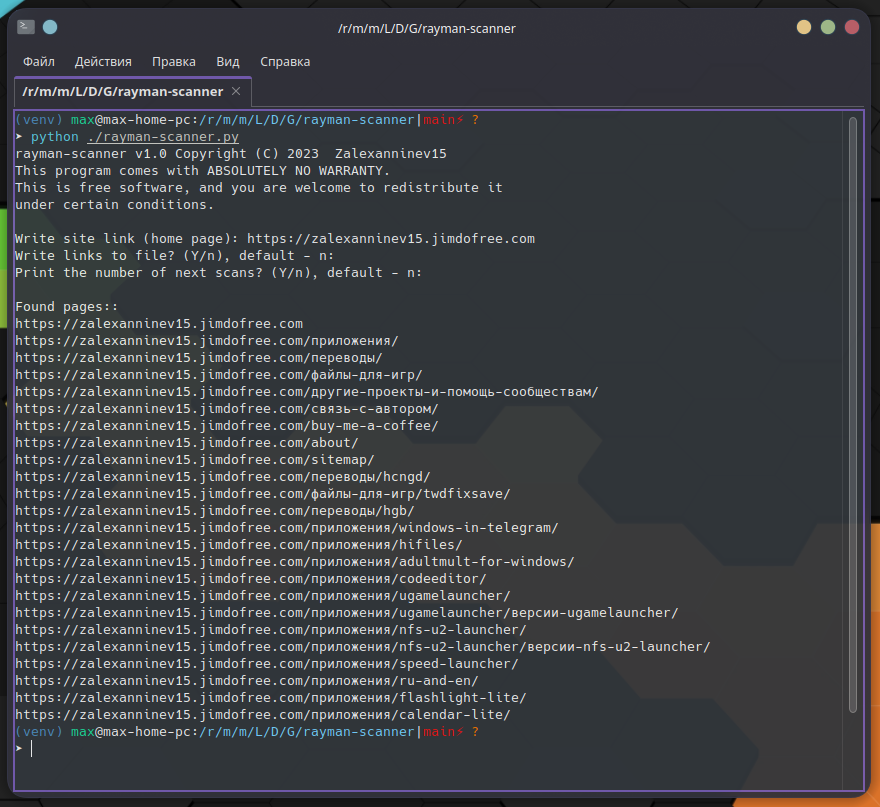 /r/m/m/L/D/G/rayman-scanner
Файл Действия Правка Вид Справка
/r/m/m/L/D/G/rayman-scanner ×
(venv) max@max-home-pc:/r/m/m/L/D/G/rayman-scanner|main⚡ ?
➤ python ./rayman-scanner.py
rayman-scanner v1.0 Copyright (C) 2023  Zalexanninev15
This program comes with ABSOLUTELY NO WARRANTY.
This is free software, and you are welcome to redistribute it
under certain conditions.
Write site link (home page): https://zalexanninev15.jimdofree.com
Write links to file? (Y/n), default - n:
Print the number of next scans? (Y/n), default - n:
Found pages::
https://zalexanninev15.jimdofree.com
https://zalexanninev15.jimdofree.com/приложения/
https://zalexanninev15.jimdofree.com/переводы/
https://zalexanninev15.jimdofree.com/файлы-для-игр/
https://zalexanninev15.jimdofree.com/другие-проекты-и-помощь-сообществам/
https://zalexanninev15.jimdofree.com/связь-с-автором/
https://zalexanninev15.jimdofree.com/buy-me-a-coffee/
https://zalexanninev15.jimdofree.com/about/
https://zalexanninev15.jimdofree.com/sitemap/
https://zalexanninev15.jimdofree.com/переводы/hcngd/
https://zalexanninev15.jimdofree.com/файлы-для-игр/twdfixsave/
https://zalexanninev15.jimdofree.com/переводы/hgb/
https://zalexanninev15.jimdofree.com/приложения/windows-in-telegram/
https://zalexanninev15.jimdofree.com/приложения/hifiles/
https://zalexanninev15.jimdofree.com/приложения/adultmult-for-windows/
https://zalexanninev15.jimdofree.com/приложения/codeeditor/
https://zalexanninev15.jimdofree.com/приложения/ugamelauncher/
https://zalexanninev15.jimdofree.com/приложения/ugamelauncher/версии-ugamelauncher/
https://zalexanninev15.jimdofree.com/приложения/nfs-u2-launcher/
https://zalexanninev15.jimdofree.com/приложения/nfs-u2-launcher/версии-nfs-u2-launcher/
https://zalexanninev15.jimdofree.com/приложения/speed-launcher/
https://zalexanninev15.jimdofree.com/приложения/ru-and-en/
https://zalexanninev15.jimdofree.com/приложения/flashlight-lite/
https://zalexanninev15.jimdofree.com/приложения/calendar-lite/
(venv) max@max-home-pc:/r/m/m/L/D/G/rayman-scanner|main⚡ ?
➤